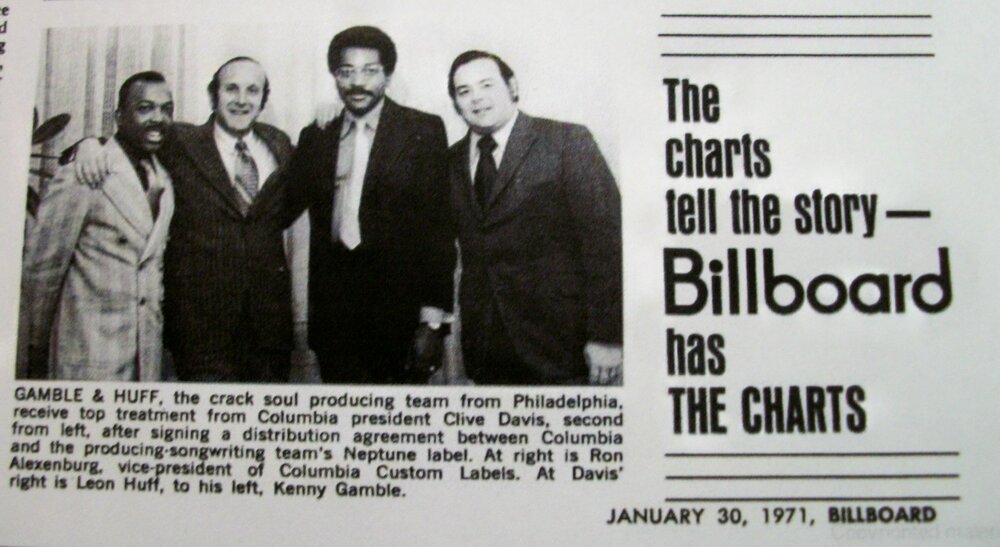 GAMBLE & HUFF, the crack soul producing team from Philadelphia,
receive top treatment from Columbia president Clive Davis, second
from left, after signing a distribution agreement between Columbia
and the producing-songwriting team's Neptune label. At right is Ron
Alexenburg, vice-president of Columbia Custom Labels. At Davis'
right is Leon Huff, to his left, Kenny Gamble.
The
charts
tell the story —
Billboard
has
THE CHARTS
JANUARY 30, 1971, BILLBOARD
Copyrighted